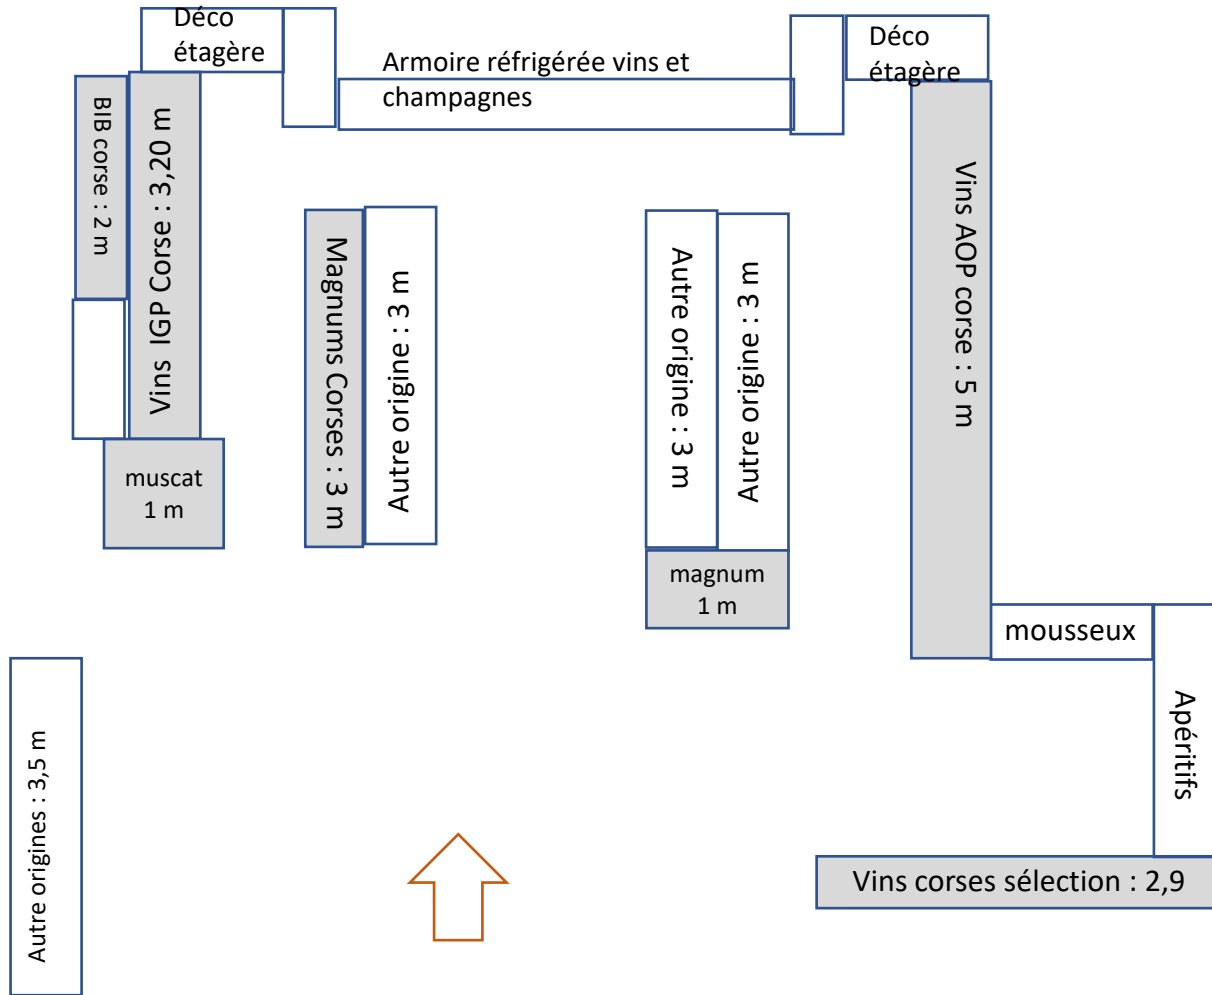 Déco
étagère
Armoire réfrigérée vins et
champagnes
Déco
étagère
BIB corse : 2 m
Vins IGP Corse : 3,20 m
Magnums Corses : 3 m
Autre origine : 3 m
Autre origine : 3 m
Autre origine : 3 m
Vins AOP corse : 5 m
muscat
1 m
magnum
1 m
mousseux
Apéritifs
Autre origines : 3,5 m
Vins corses sélection : 2,9